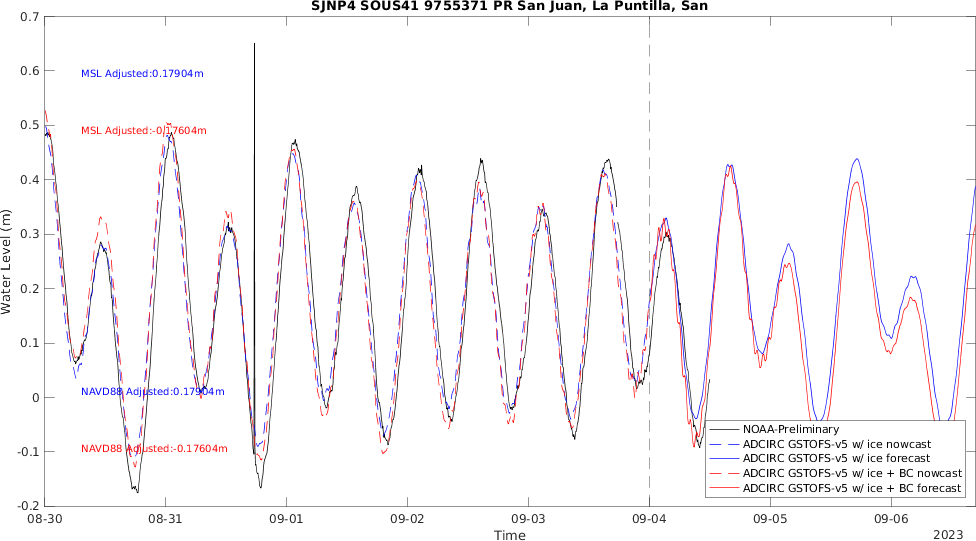 SJNP4 SOUS41 9755371 PR San Juan, La Puntilla, San
Water Level (m)
0.7
0.6
0.5
0.4
0.3
0.2
0.1
0
-0.1
-0.2
MSL Adjusted:0.17904m
MSL Adjusted:-0.17604m
NAVD88 Adjusted:0.17904m
NAVD88 Adjusted:-0.17604m
NOAA-Preliminary
ADCIRC GSTOFS-v5 w/ ice nowcast
ADCIRC GSTOFS-v5 w/ ice forecast
ADCIRC GSTOFS-v5 w/ ice + BC nowcast
ADCIRC GSTOFS-v5 w/ ice + BC forecast
08-30 08-31 09-01 09-02 09-03 09-04 09-05 09-06
Time
2023